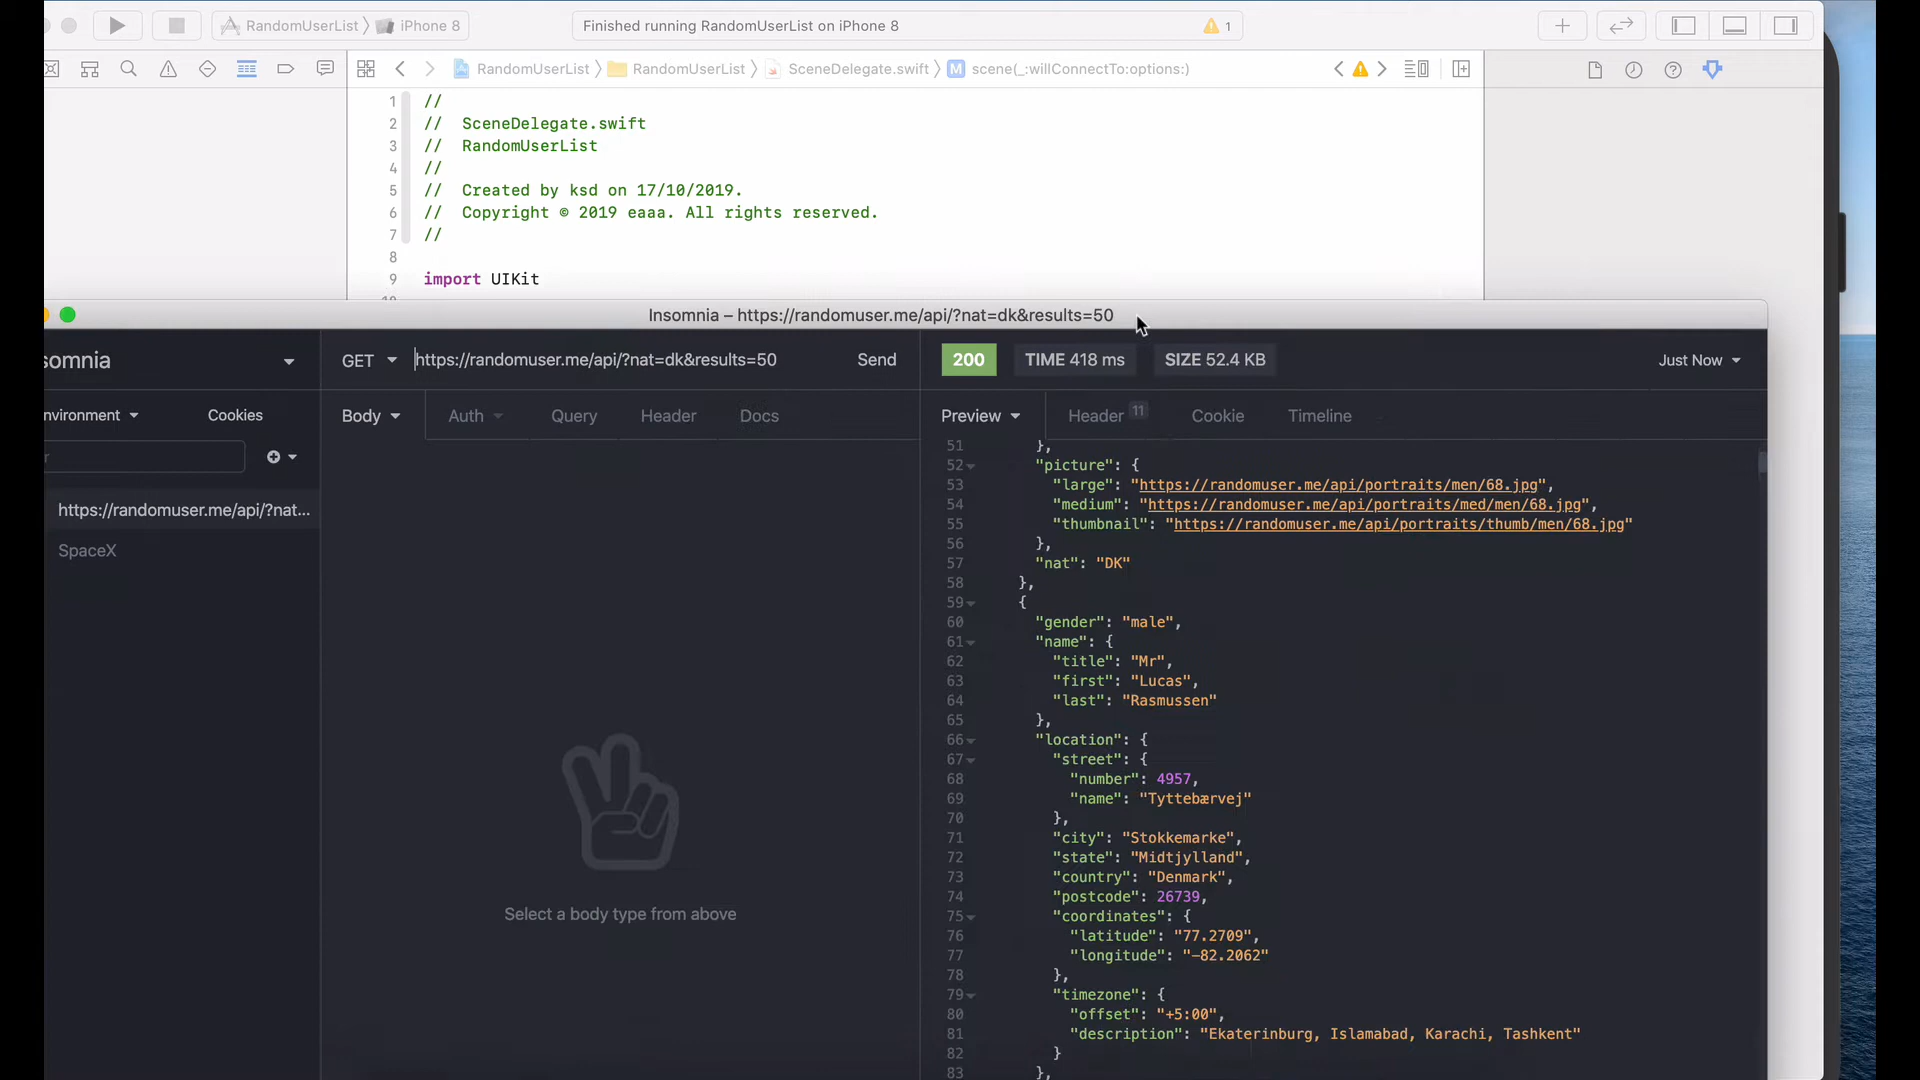 RandomUserList
iPhone 8
Finished running RandomUserList on iPhone 8
1
RandomUserList
RandomUserList
SceneDelegate.swift
M
scene(_:willConnectTo:options:)
1 //
2 // SceneDelegate.swift
3 // RandomUserList
4 //
5 // Created by ksd on 17/10/2019.
6 // Copyright © 2019 eaaa. All rights reserved.
7 //
8
9 import UIKit
Insomnia – https://randomuser.me/api/?nat=dk&results=50
somnia
GET
https://randomuser.me/api/?nat=dk&results=50
Send
200
TIME 418 ms
SIZE 52.4 KB
Just Now
nvironment
Cookies
Body
Auth
Query
Header
Docs
Preview
Header 11
Cookie
Timeline
r
https://randomuser.me/api/?nat...
SpaceX
Select a body type from above
51 },
52 "picture": {
53 "large": "https://randomuser.me/api/portraits/men/68.jpg",
54 "medium": "https://randomuser.me/api/portraits/med/men/68.jpg",
55 "thumbnail": "https://randomuser.me/api/portraits/thumb/men/68.jpg"
56 },
57 "nat": "DK"
58 },
59 {
60 "gender": "male",
61 "name": {
62 "title": "Mr",
63 "first": "Lucas",
64 "last": "Rasmussen"
65 },
66 "location": {
67 "street": {
68 "number": 4957,
69 "name": "Tyttebærvej"
70 },
71 "city": "Stokkemarke",
72 "state": "Midtjylland",
73 "country": "Denmark",
74 "postcode": 26739,
75 "coordinates": {
76 "latitude": "77.2709",
77 "longitude": "-82.2062"
78 },
79 "timezone": {
80 "offset": "+5:00",
81 "description": "Ekaterinburg, Islamabad, Karachi, Tashkent"
82 }
83 },